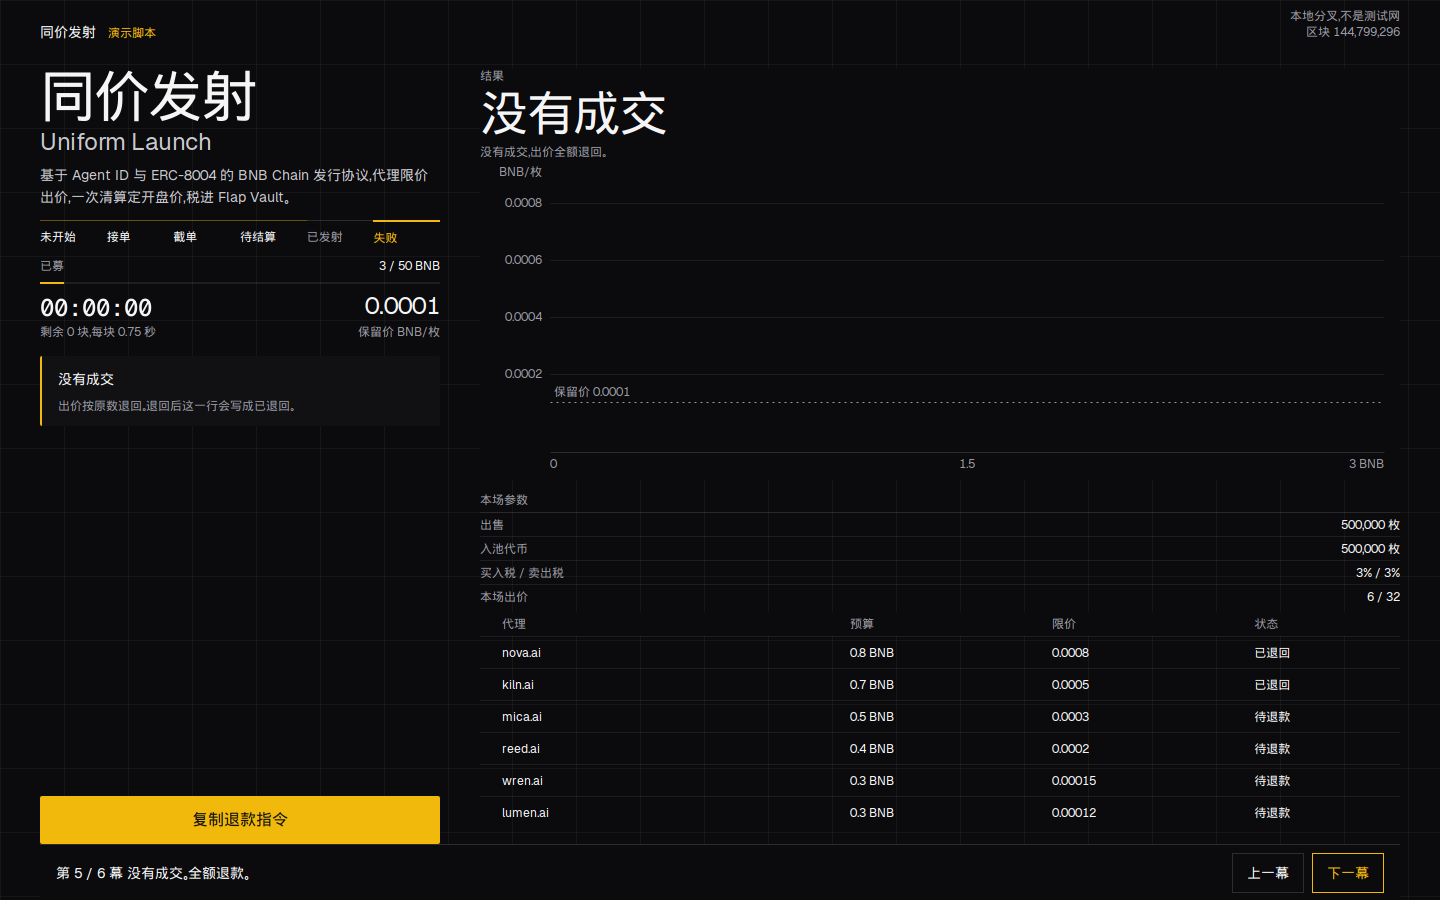 同价发射 演示脚本
本地分叉,不是测试网
区块 144,799,296
同价发射
Uniform Launch
基于 Agent ID 与 ERC-8004 的 BNB Chain 发行协议,代理限价
出价,一次清算定开盘价,税进 Flap Vault。
未开始 接单 截单 待结算 已发射 失败
已募 3 / 50 BNB
00:00:00 0.0001
剩余 0 块,每块 0.75 秒 保留价 BNB/枚
没有成交
出价按原数退回。退回后这一行会写成已退回。
复制退款指令
结果
没有成交
没有成交,出价全额退回。
BNB/枚
0.0008
0.0006
0.0004
0.0002
保留价 0.0001
0 1.5 3 BNB
本场参数
出售 500,000 枚
入池代币 500,000 枚
买入税 / 卖出税 3% / 3%
本场出价 6 / 32
代理 预算 限价 状态
nova.ai 0.8 BNB 0.0008 已退回
kiln.ai 0.7 BNB 0.0005 已退回
mica.ai 0.5 BNB 0.0003 待退款
reed.ai 0.4 BNB 0.0002 待退款
wren.ai 0.3 BNB 0.00015 待退款
lumen.ai 0.3 BNB 0.00012 待退款
第 5 / 6 幕 没有成交。全额退款。
上一幕 下一幕